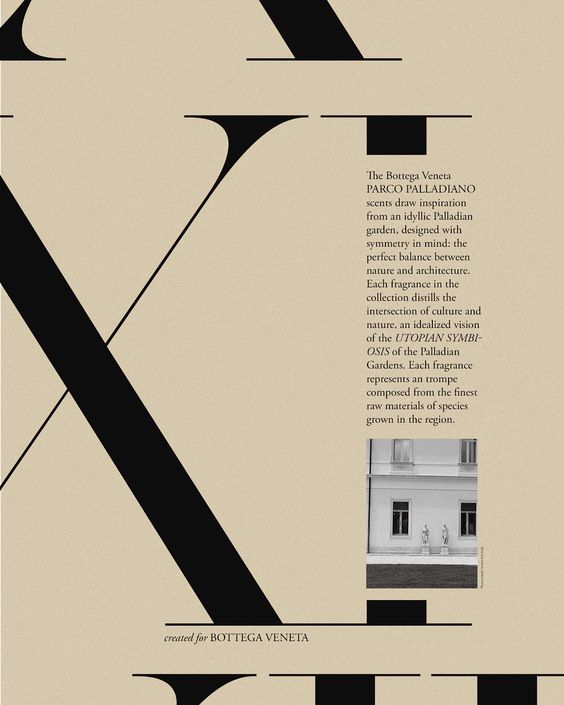 XI
The Bottega Veneta
PARCO PALLADIANO
scents draw inspiration
from an idyllic Palladian
garden, designed with
symmetry in mind: the
perfect balance between
nature and architecture.
Each fragrance in the
collection distills the
intersection of culture and
nature, an idealized vision
of the UTOPIAN SYMBI-
OSIS of the Palladian
Gardens. Each fragrance
represents an trompe
composed from the finest
raw materials of species
grown in the region.
created for BOTTEGA VENETA